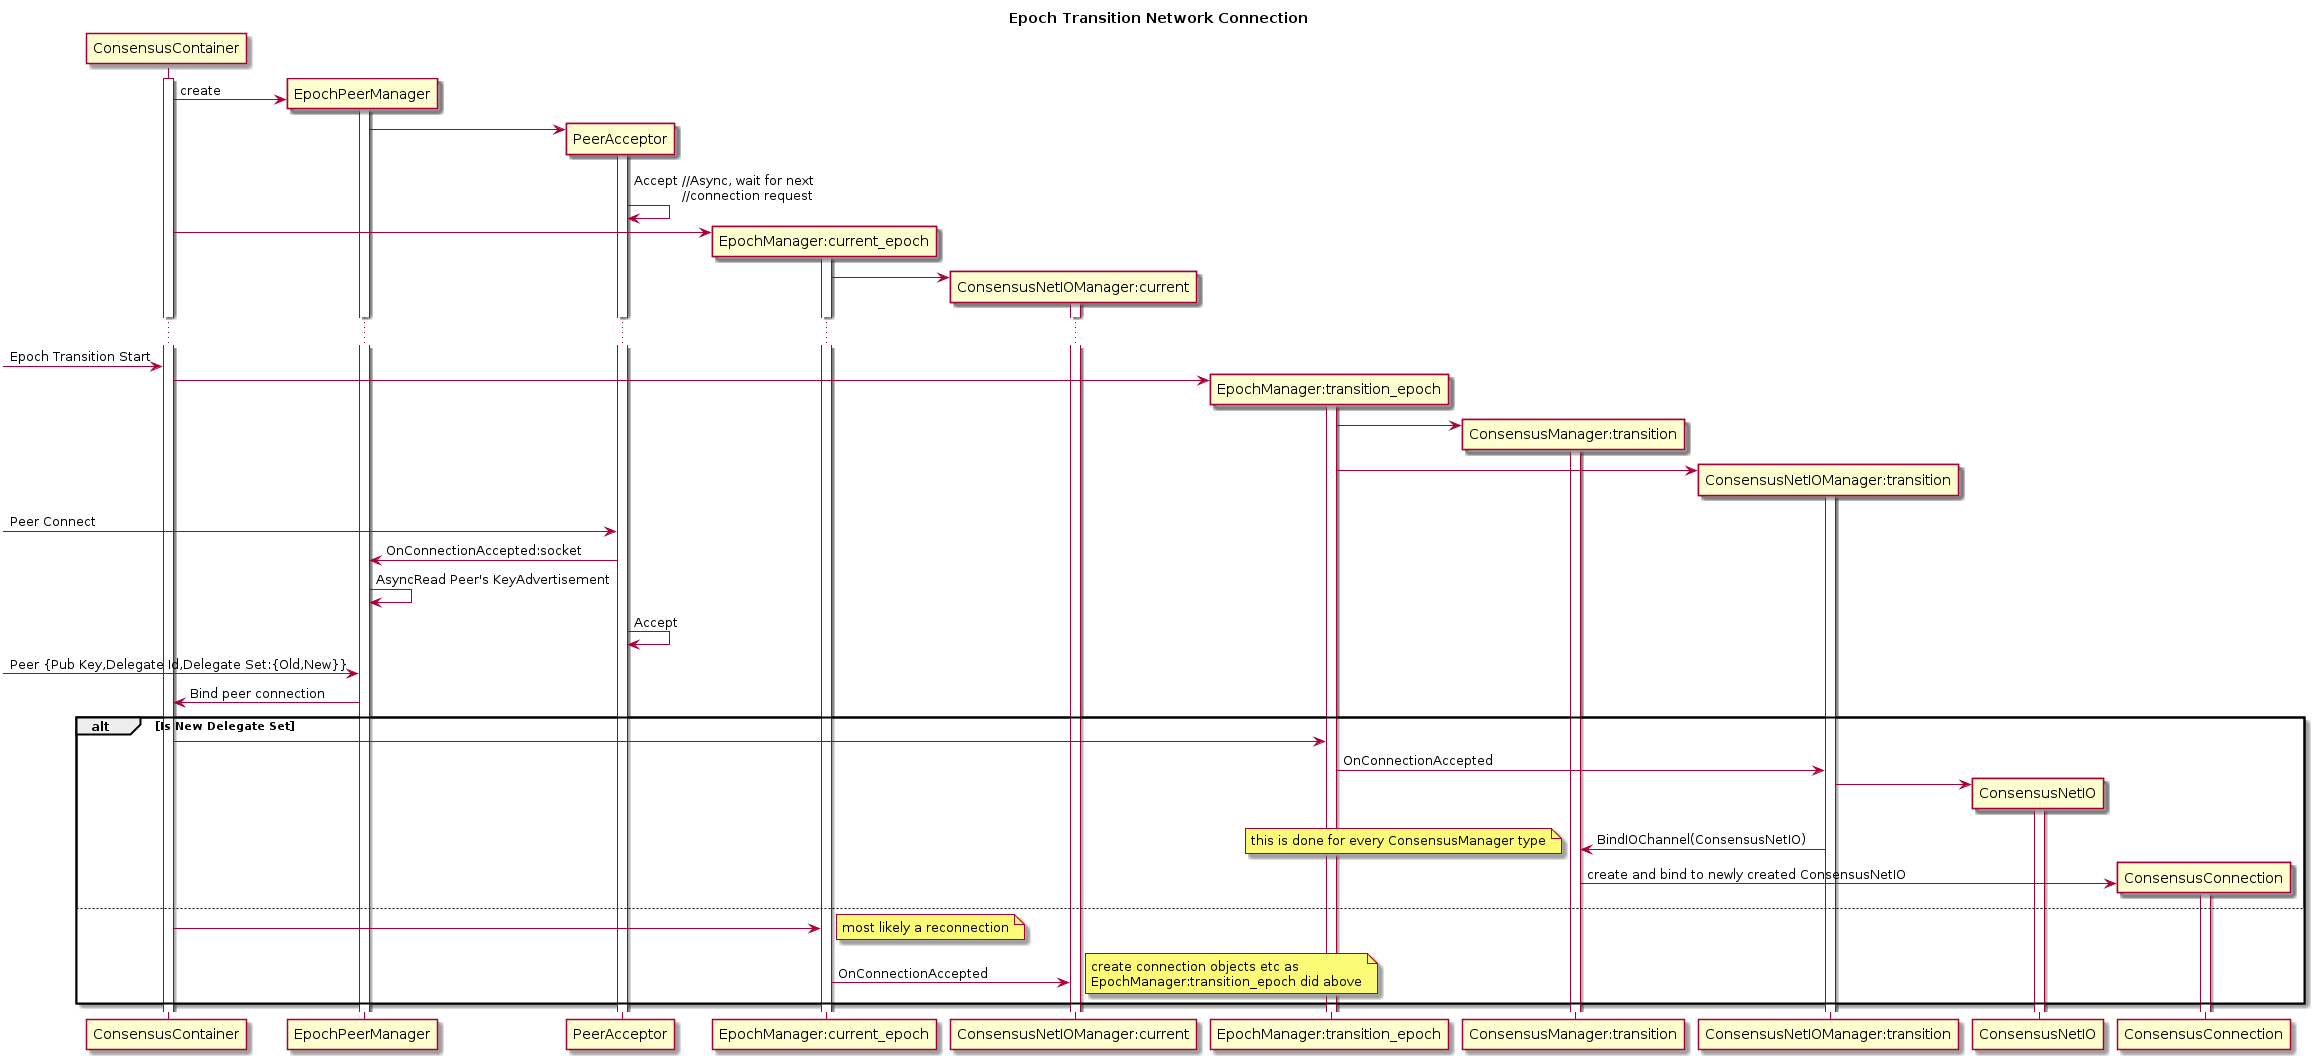 Epoch Transition Network Connection
ConsensusContainer
create
EpochPeerManager
PeerAcceptor
Accept //Async, wait for next
//connection request
EpochManager:current_epoch
ConsensusNetIOManager:current
Epoch Transition Start
EpochManager:transition_epoch
ConsensusManager:transition
ConsensusNetIOManager:transition
Peer Connect
OnConnectionAccepted:socket
AsyncRead Peer's KeyAdvertisement
Accept
Peer {Pub Key,Delegate Id,Delegate Set:{Old,New}}
Bind peer connection
alt [Is New Delegate Set]
OnConnectionAccepted
ConsensusNetIO
this is done for every ConsensusManager type
BindIOChannel(ConsensusNetIO)
create and bind to newly created ConsensusNetIO
ConsensusConnection
most likely a reconnection
create connection objects etc as
EpochManager:transition_epoch did above
OnConnectionAccepted
ConsensusContainer
EpochPeerManager
PeerAcceptor
EpochManager:current_epoch
ConsensusNetIOManager:current
EpochManager:transition_epoch
ConsensusManager:transition
ConsensusNetIOManager:transition
ConsensusNetIO
ConsensusConnection